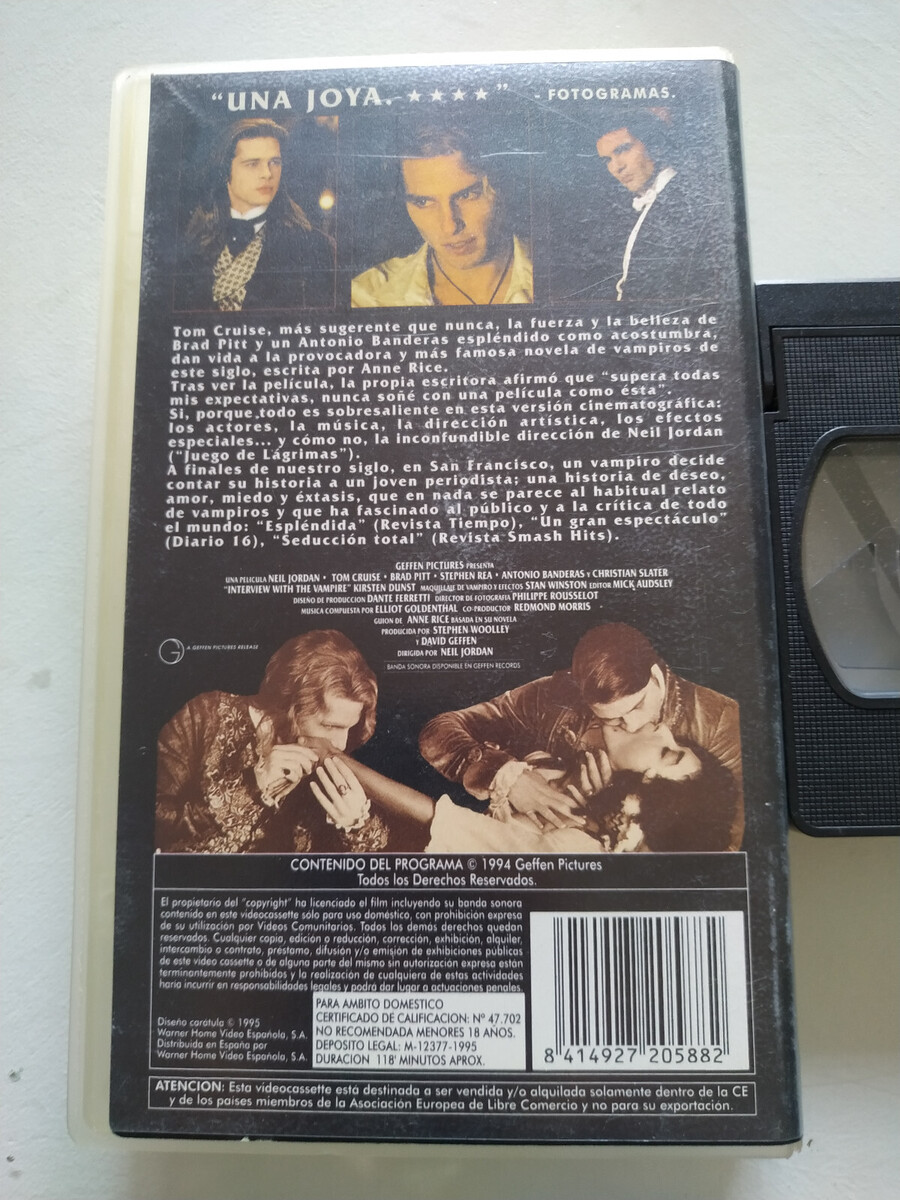 "UNA JOYA. ★★★★" - FOTOGRAMAS.
Tom Cruise, más sugerente que nunca, la fuerza y la belleza de
Brad Pitt y un Antonio Banderas espléndido como acostumbra,
dan vida a la provocadora y más famosa novela de vampiros de
este siglo, escrita por Anne Rice.
Tras ver la película, la propia escritora afirmó que "supera todas
mis expectativas, nunca soñé con una película como ésta".
Si, porque todo es sobresaliente en esta versión cinematográfica:
los actores, la música, la dirección artística, los efectos
especiales... y cómo no, la inconfundible dirección de Neil Jordan
("Juego de Lágrimas").
A finales de nuestro siglo, en San Francisco, un vampiro decide
contar su historia a un joven periodista; una historia de deseo,
amor, miedo y éxtasis, que en nada se parece al habitual relato
de vampiros y que ha fascinado al público y a la crítica de todo
el mundo: "Espléndida" (Revista Tiempo), "Un gran espectáculo"
(Diario 16), "Seducción total" (Revista Smash Hits).
GEFFEN PICTURES PRESENTA
UNA PELICULA NEIL JORDAN · TOM CRUISE · BRAD PITT · STEPHEN REA · ANTONIO BANDERAS Y CHRISTIAN SLATER
"INTERVIEW WITH THE VAMPIRE" KIRSTEN DUNST MAQUILLAJE DE VAMPIRO Y EFECTOS STAN WINSTON EDITOR MICK AUDSLEY
DISEÑO DE PRODUCCION DANTE FERRETTI DIRECTOR DE FOTOGRAFIA PHILIPPE ROUSSELOT
MUSICA COMPUESTA POR ELLIOT GOLDENTHAL CO-PRODUCTOR REDMOND MORRIS
GUION DE ANNE RICE BASADA EN SU NOVELA
PRODUCIDA POR STEPHEN WOOLLEY
Y DAVID GEFFEN
DIRIGIDA POR NEIL JORDAN
A GEFFEN PICTURES RELEASE
BANDA SONORA DISPONIBLE EN GEFFEN RECORDS
CONTENIDO DEL PROGRAMA © 1994 Geffen Pictures
Todos los Derechos Reservados.
El propietario del "copyright" ha licenciado el film incluyendo su banda sonora
contenido en este videocassette sólo para uso doméstico, con prohibición expresa
de su utilización por Videos Comunitarios. Todos los demás derechos quedan
reservados. Cualquier copia, edición o reducción, corrección, exhibición, alquiler,
intercambio o contrato, préstamo, difusión y/o emisión de exhibiciones públicas
de este video cassette o de alguna parte del mismo sin autorización expresa están
terminantemente prohibidos y la realización de cualquiera de estas actividades
haría incurrir en responsabilidades legales y podrá dar lugar a actuaciones penales.
Diseño carátula © 1995
Warner Home Video Española, S.A.
Distribuida en España por
Warner Home Video Española, S.A.
PARA AMBITO DOMESTICO
CERTIFICADO DE CALIFICACION: Nº 47.702
NO RECOMENDADA MENORES 18 AÑOS.
DEPOSITO LEGAL: M-12377-1995
DURACION 118' MINUTOS APROX.
8 414927 205882
ATENCION: Esta videocassette está destinada a ser vendida y/o alquilada solamente dentro de la CE
y de los países miembros de la Asociación Europea de Libre Comercio y no para su exportación.